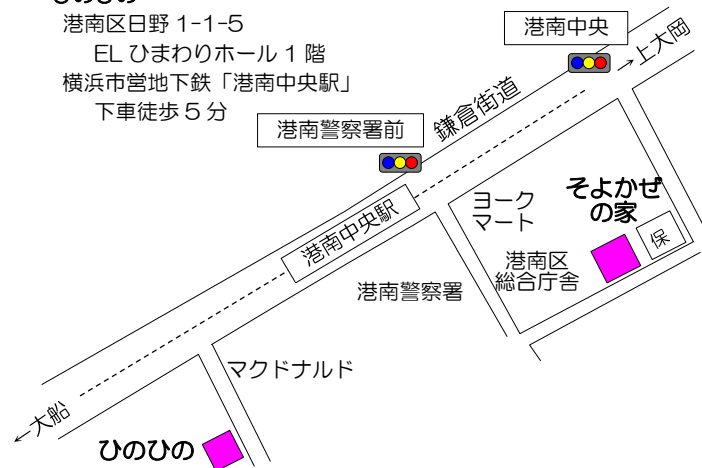 ひのひの
港南区日野 1-1-5
EL ひまわりホール 1 階
横浜市営地下鉄「港南中央駅」
下車徒歩 5 分
港南中央
→上大岡
鎌倉街道
港南警察署前
ヨーク
マート
そよかぜ
の家
保
港南中央駅
港南区
総合庁舎
港南警察署
マクドナルド
←大船
ひのひの